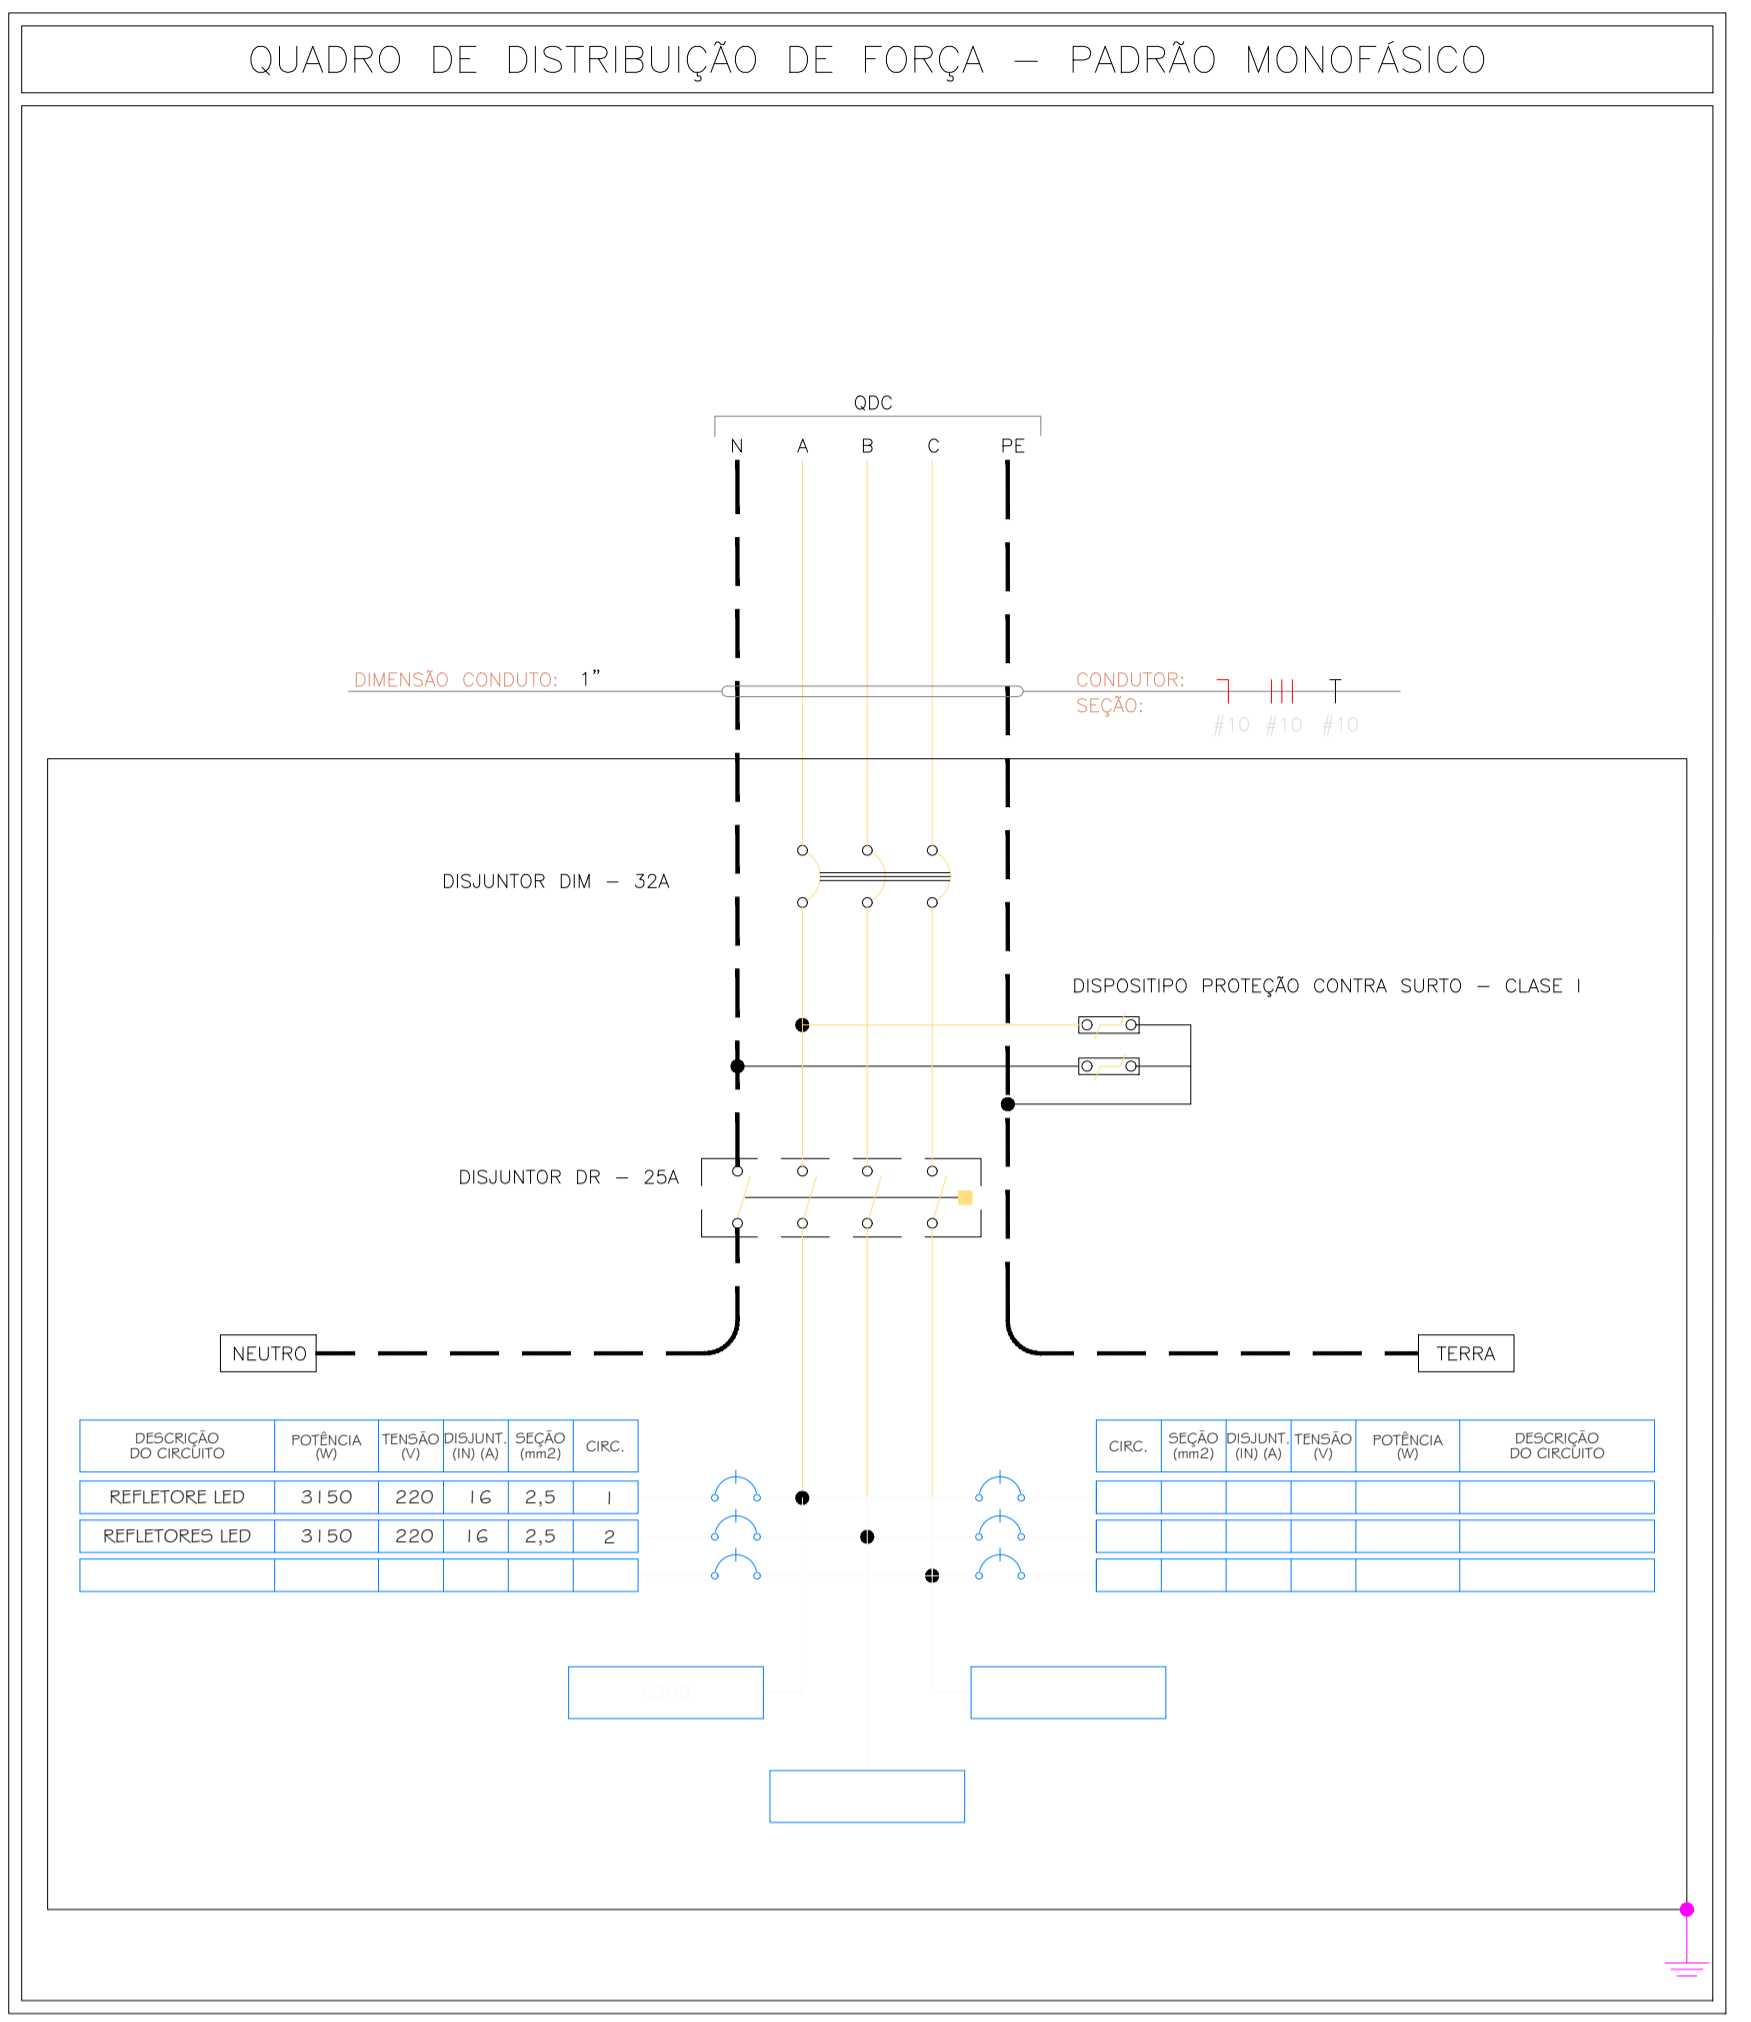 QUADRO DE DISTRIBUIÇÃO DE FORÇA – PADRÃO MONOFÁSICO
QDC
N A B C PE
DIMENSÃO CONDUTO: 1"
CONDUTOR:
SEÇÃO:
#10 #10 #10
DISJUNTOR DIM – 32A
DISPOSITIPO PROTEÇÃO CONTRA SURTO – CLASE I
DISJUNTOR DR – 25A
NEUTRO
TERRA
DESCRIÇÃO DO CIRCUITO POTÊNCIA (W) TENSÃO (V) DISJUNT. (IN) (A) SEÇÃO (mm2) CIRC.
REFLETORE LED 3150 220 16 2,5 1
REFLETORES LED 3150 220 16 2,5 2
CIRC. SEÇÃO (mm2) DISJUNT. (IN) (A) TENSÃO (V) POTÊNCIA (W) DESCRIÇÃO DO CIRCUITO
6300